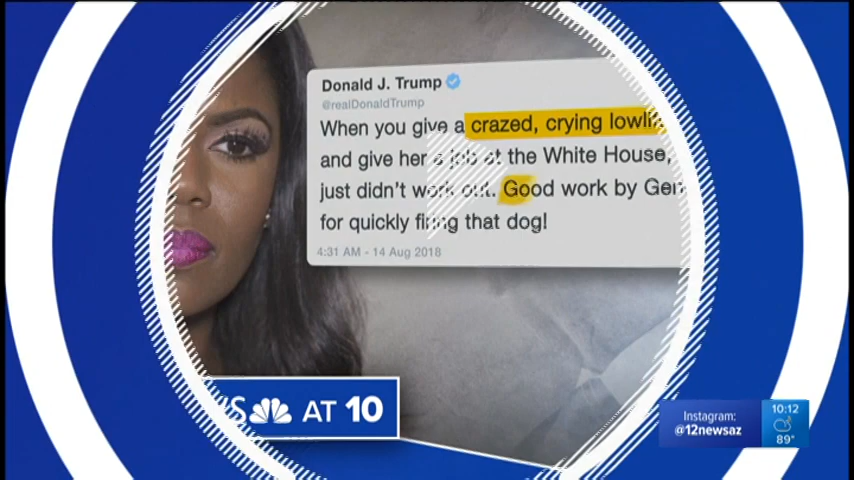 Donald J. Trump
@realDonaldTrump
When you give a crazed, crying lowlif
and give her a job at the White House,
just didn't work out. Good work by Gen
for quickly firing that dog!
4:31 AM - 14 Aug 2018
S AT 10
Instagram:
@12newsaz
10:12
89°